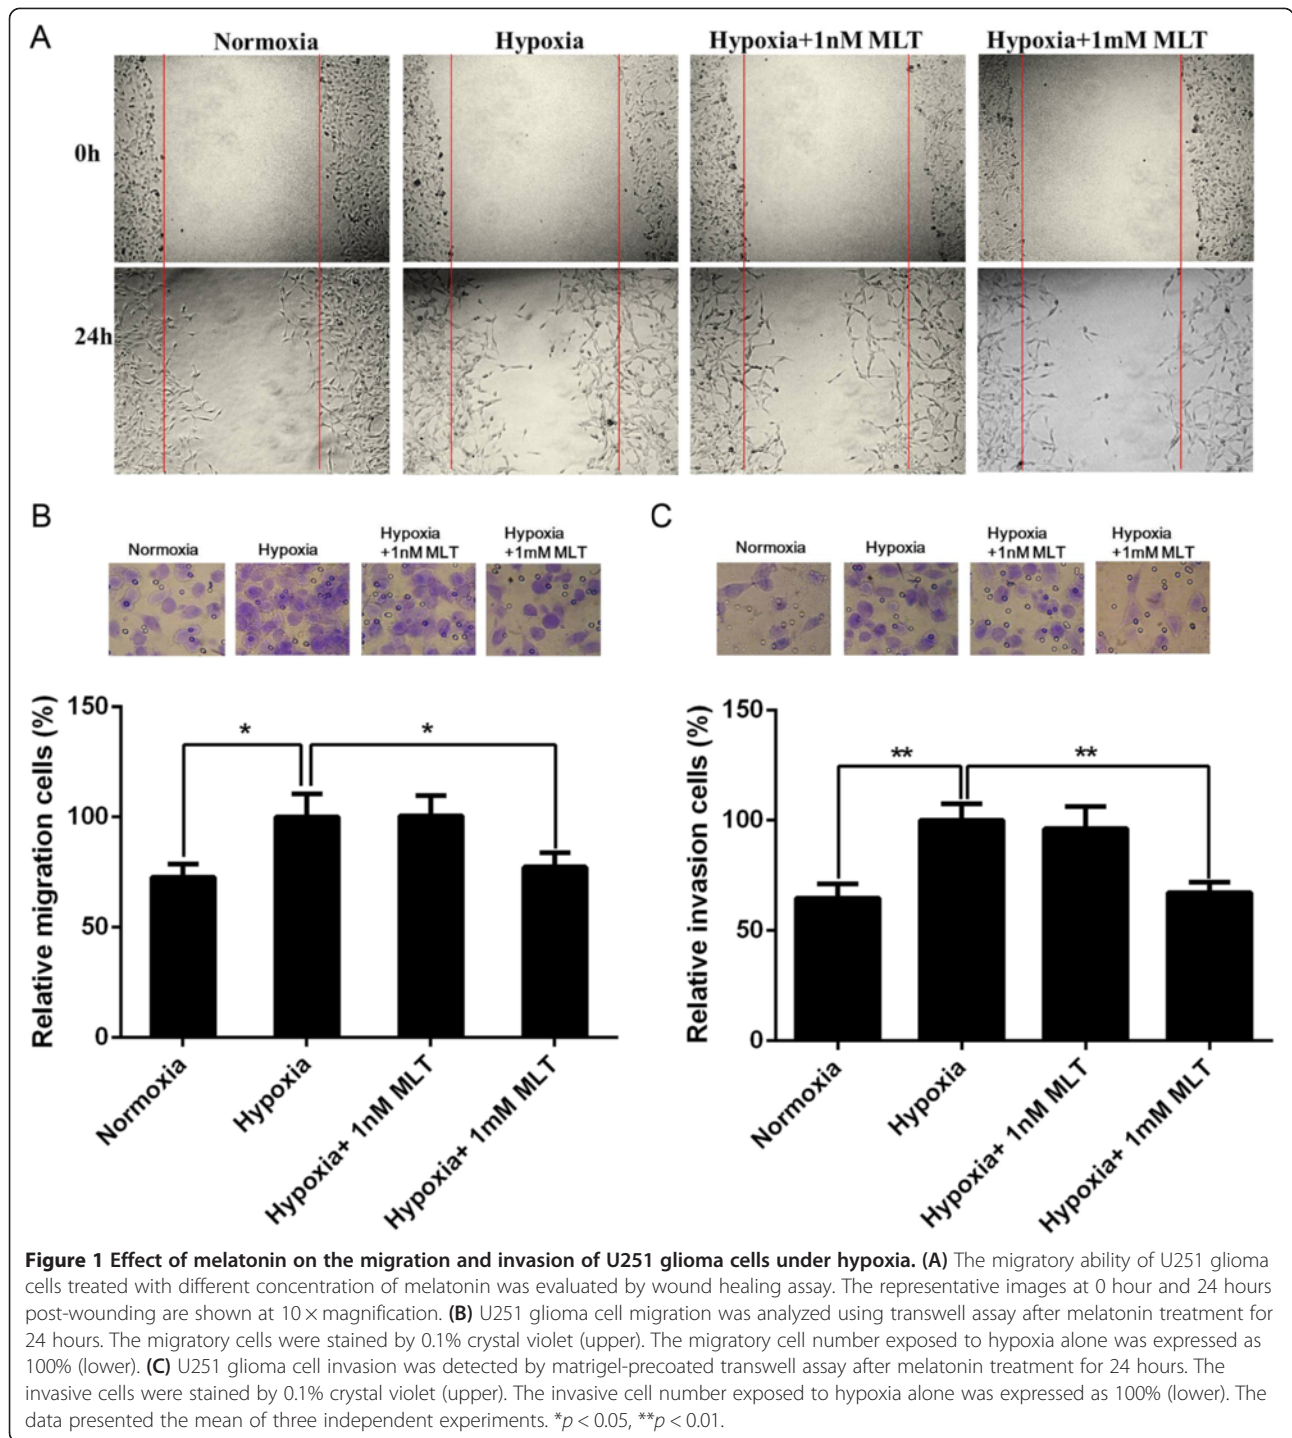 A
Normoxia
Hypoxia
Hypoxia+1nM MLT
Hypoxia+1mM MLT
0h
24h
B
Normoxia
Hypoxia
Hypoxia
+1nM MLT
Hypoxia
+1mM MLT
Relative migration cells (%)
150
100
50
0
*
*
Normoxia
Hypoxia
Hypoxia+ 1nM MLT
Hypoxia+ 1mM MLT
C
Normoxia
Hypoxia
Hypoxia
+1nM MLT
Hypoxia
+1mM MLT
Relative invasion cells (%)
150
100
50
0
**
**
Normoxia
Hypoxia
Hypoxia+ 1nM MLT
Hypoxia+ 1mM MLT
Figure 1 Effect of melatonin on the migration and invasion of U251 glioma cells under hypoxia. (A) The migratory ability of U251 glioma
cells treated with different concentration of melatonin was evaluated by wound healing assay. The representative images at 0 hour and 24 hours
post-wounding are shown at 10 × magnification. (B) U251 glioma cell migration was analyzed using transwell assay after melatonin treatment for
24 hours. The migratory cells were stained by 0.1% crystal violet (upper). The migratory cell number exposed to hypoxia alone was expressed as
100% (lower). (C) U251 glioma cell invasion was detected by matrigel-precoated transwell assay after melatonin treatment for 24 hours. The
invasive cells were stained by 0.1% crystal violet (upper). The invasive cell number exposed to hypoxia alone was expressed as 100% (lower). The
data presented the mean of three independent experiments. *p < 0.05, **p < 0.01.